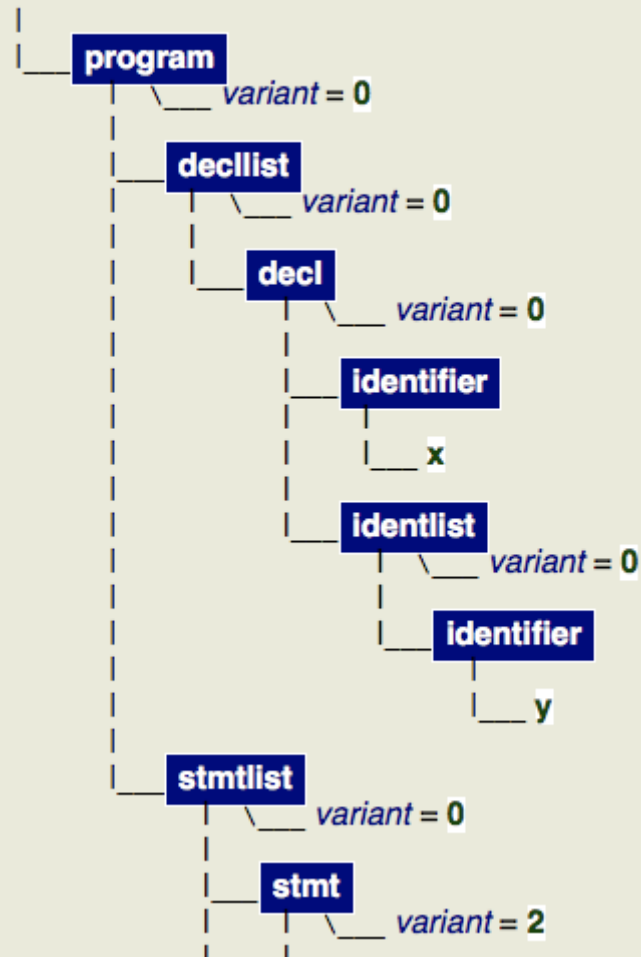 program
variant = 0
decllist
variant = 0
decl
variant = 0
identifier
x
identlist
variant = 0
identifier
y
stmtlist
variant = 0
stmt
variant = 2